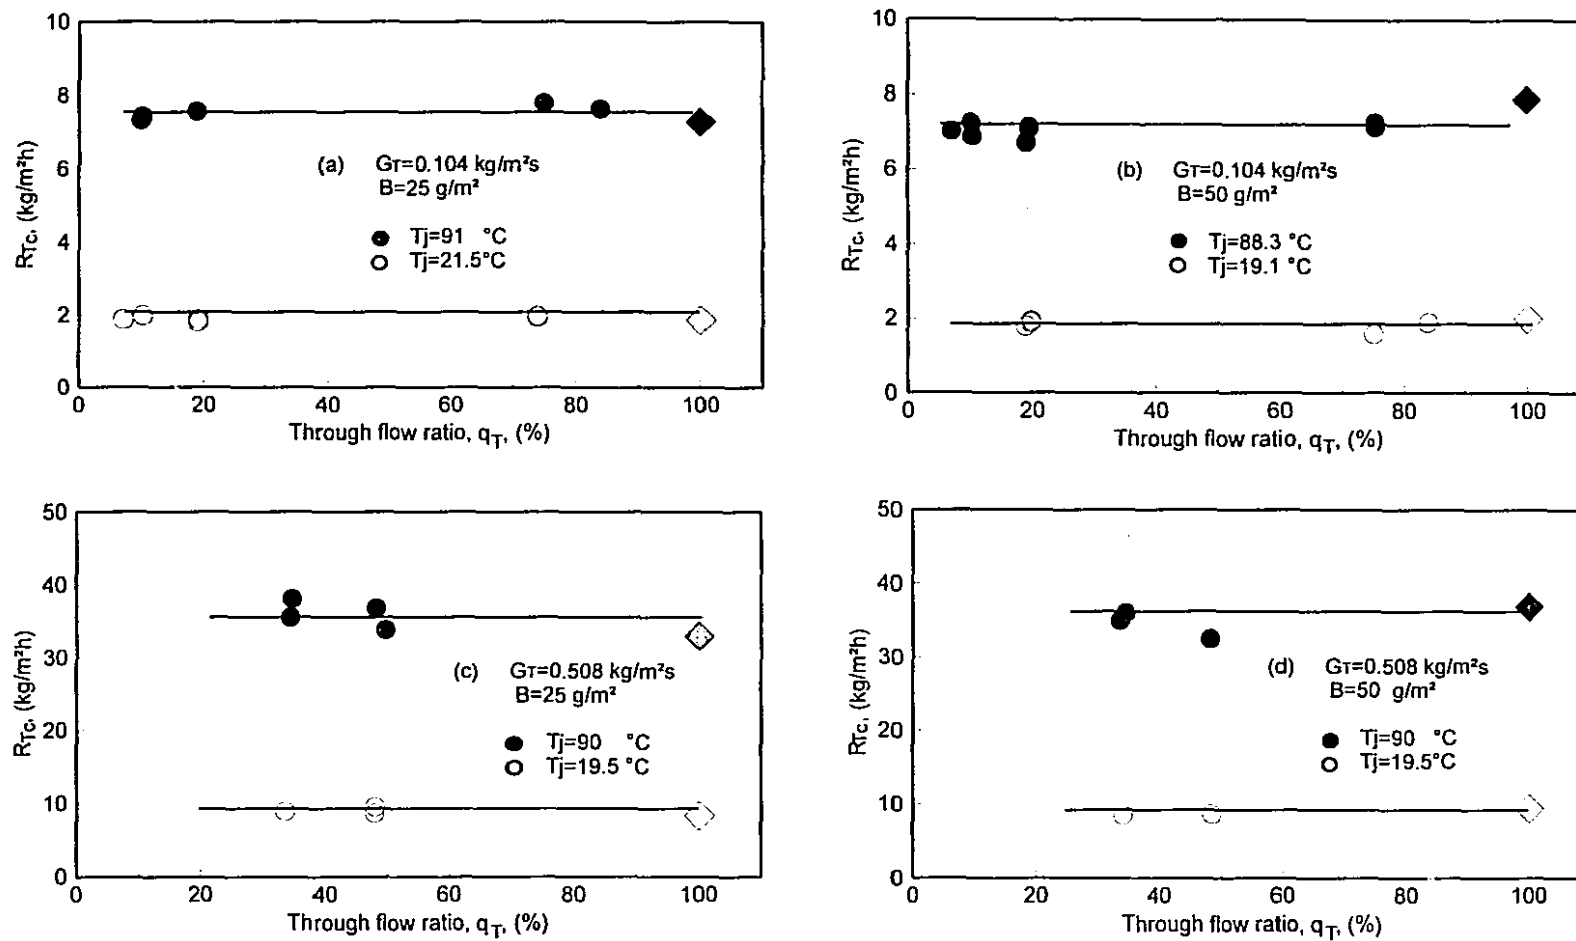 10
8
6
4
2
0
RTc, (kg/m²h)
(a) GT=0.104 kg/m²s
B=25 g/m²
Tj=91 °C
Tj=21.5°C
0 20 40 60 80 100
Through flow ratio, qT, (%)
10
8
6
4
2
0
RTc, (kg/m²h)
(b) GT=0.104 kg/m²s
B=50 g/m²
Tj=88.3 °C
Tj=19.1 °C
0 20 40 60 80 100
Through flow ratio, qT, (%)
50
40
30
20
10
0
RTc, (kg/m²h)
(c) GT=0.508 kg/m²s
B=25 g/m²
Tj=90 °C
Tj=19.5 °C
0 20 40 60 80 100
Through flow ratio, qT, (%)
50
40
30
20
10
0
RTc, (kg/m²h)
(d) GT=0.508 kg/m²s
B=50 g/m²
Tj=90 °C
Tj=19.5°C
0 20 40 60 80 100
Through flow ratio, qT, (%)